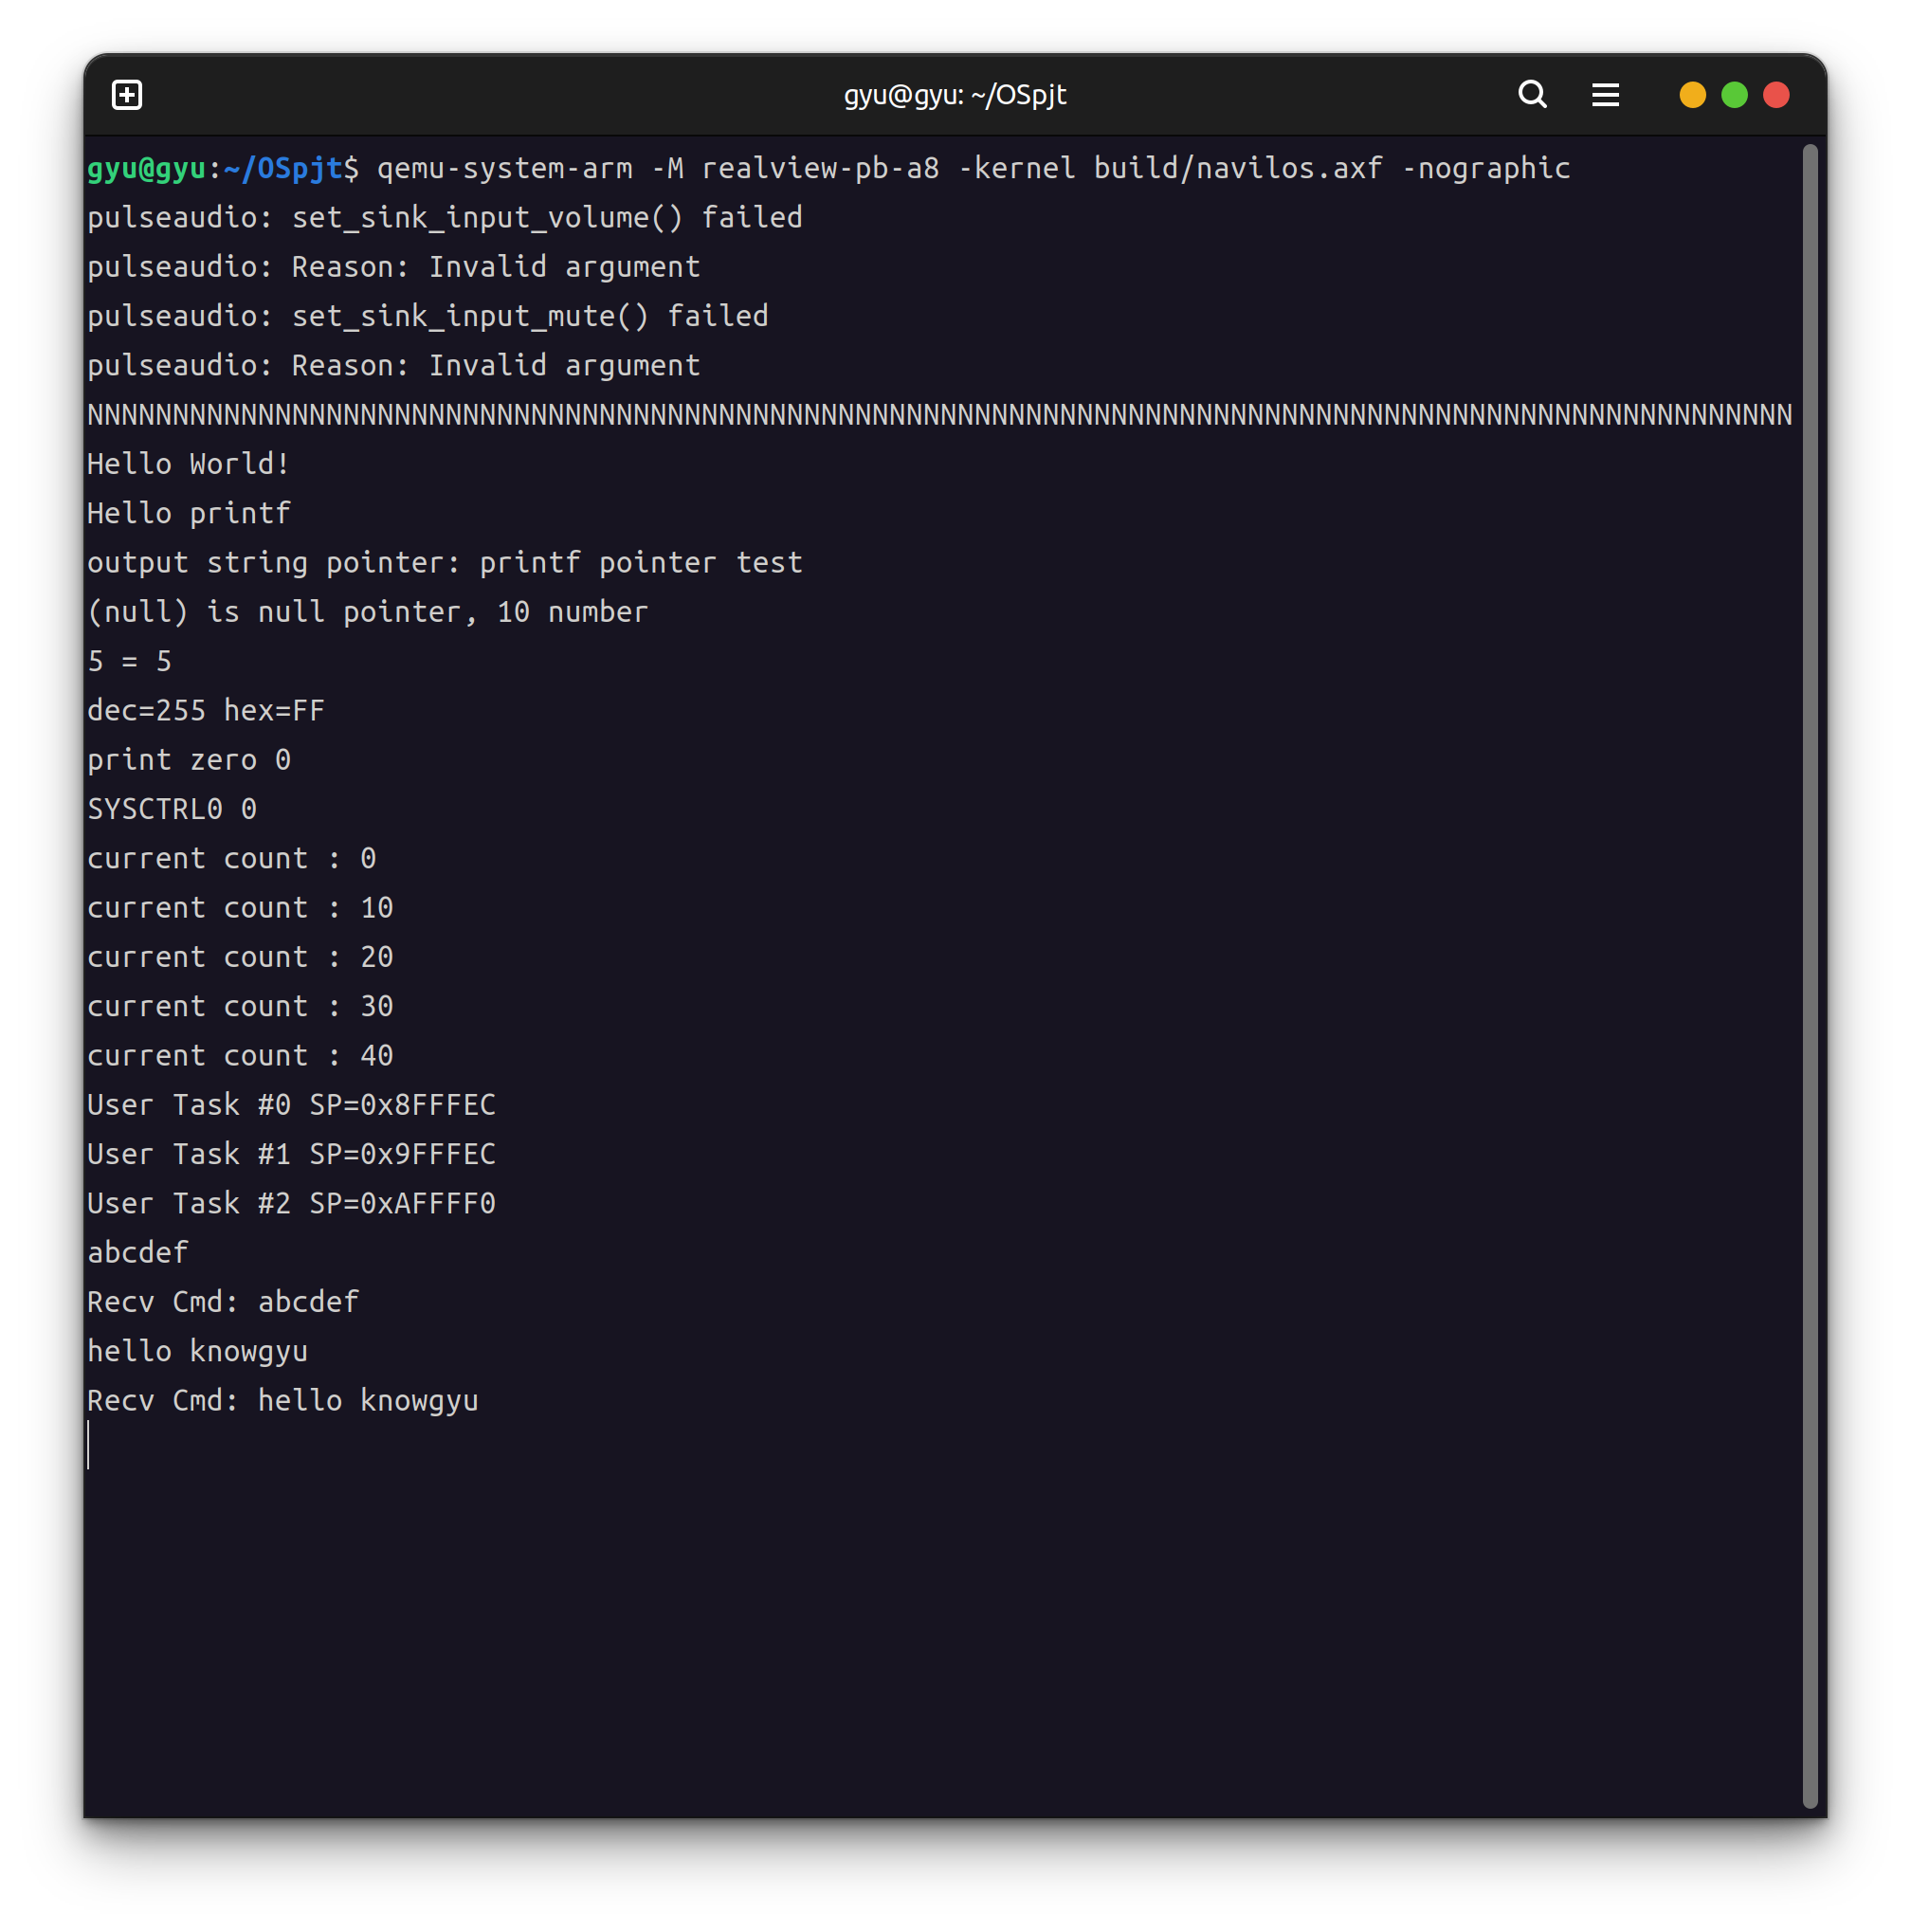 gyu@gyu: ~/OSpjt
gyu@gyu:~/OSpjt$ qemu-system-arm -M realview-pb-a8 -kernel build/navilos.axf -nographic
pulseaudio: set_sink_input_volume() failed
pulseaudio: Reason: Invalid argument
pulseaudio: set_sink_input_mute() failed
pulseaudio: Reason: Invalid argument
NNNNNNNNNNNNNNNNNNNNNNNNNNNNNNNNNNNNNNNNNNNNNNNNNNNNNNNNNNNNNNNNNNNNNNNNNNNNNNNNNNNNNNNNNNNNNNNNNNNN
Hello World!
Hello printf
output string pointer: printf pointer test
(null) is null pointer, 10 number
5 = 5
dec=255 hex=FF
print zero 0
SYSCTRL0 0
current count : 0
current count : 10
current count : 20
current count : 30
current count : 40
User Task #0 SP=0x8FFFEC
User Task #1 SP=0x9FFFEC
User Task #2 SP=0xAFFFF0
abcdef
Recv Cmd: abcdef
hello knowgyu
Recv Cmd: hello knowgyu